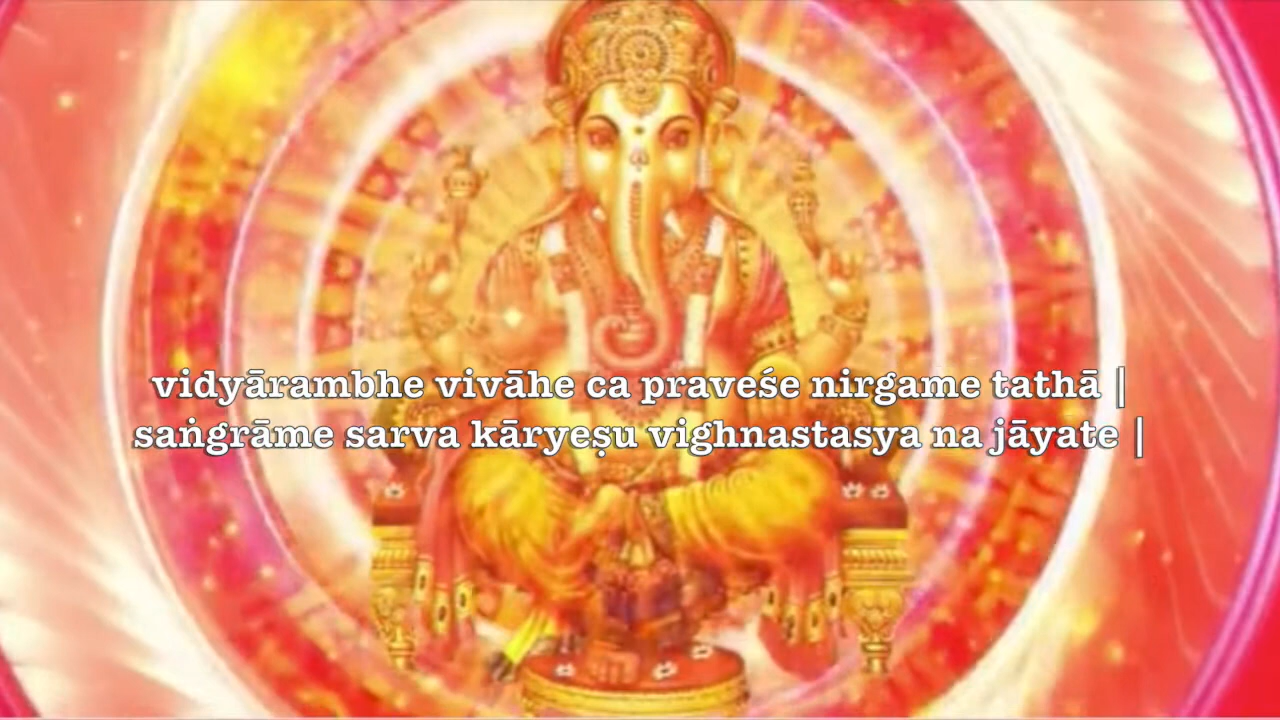 vidyārambhe vivāhe ca praveśe nirgame tathā |
saṅgrāme sarva kāryeṣu vighnastasya na jāyate |